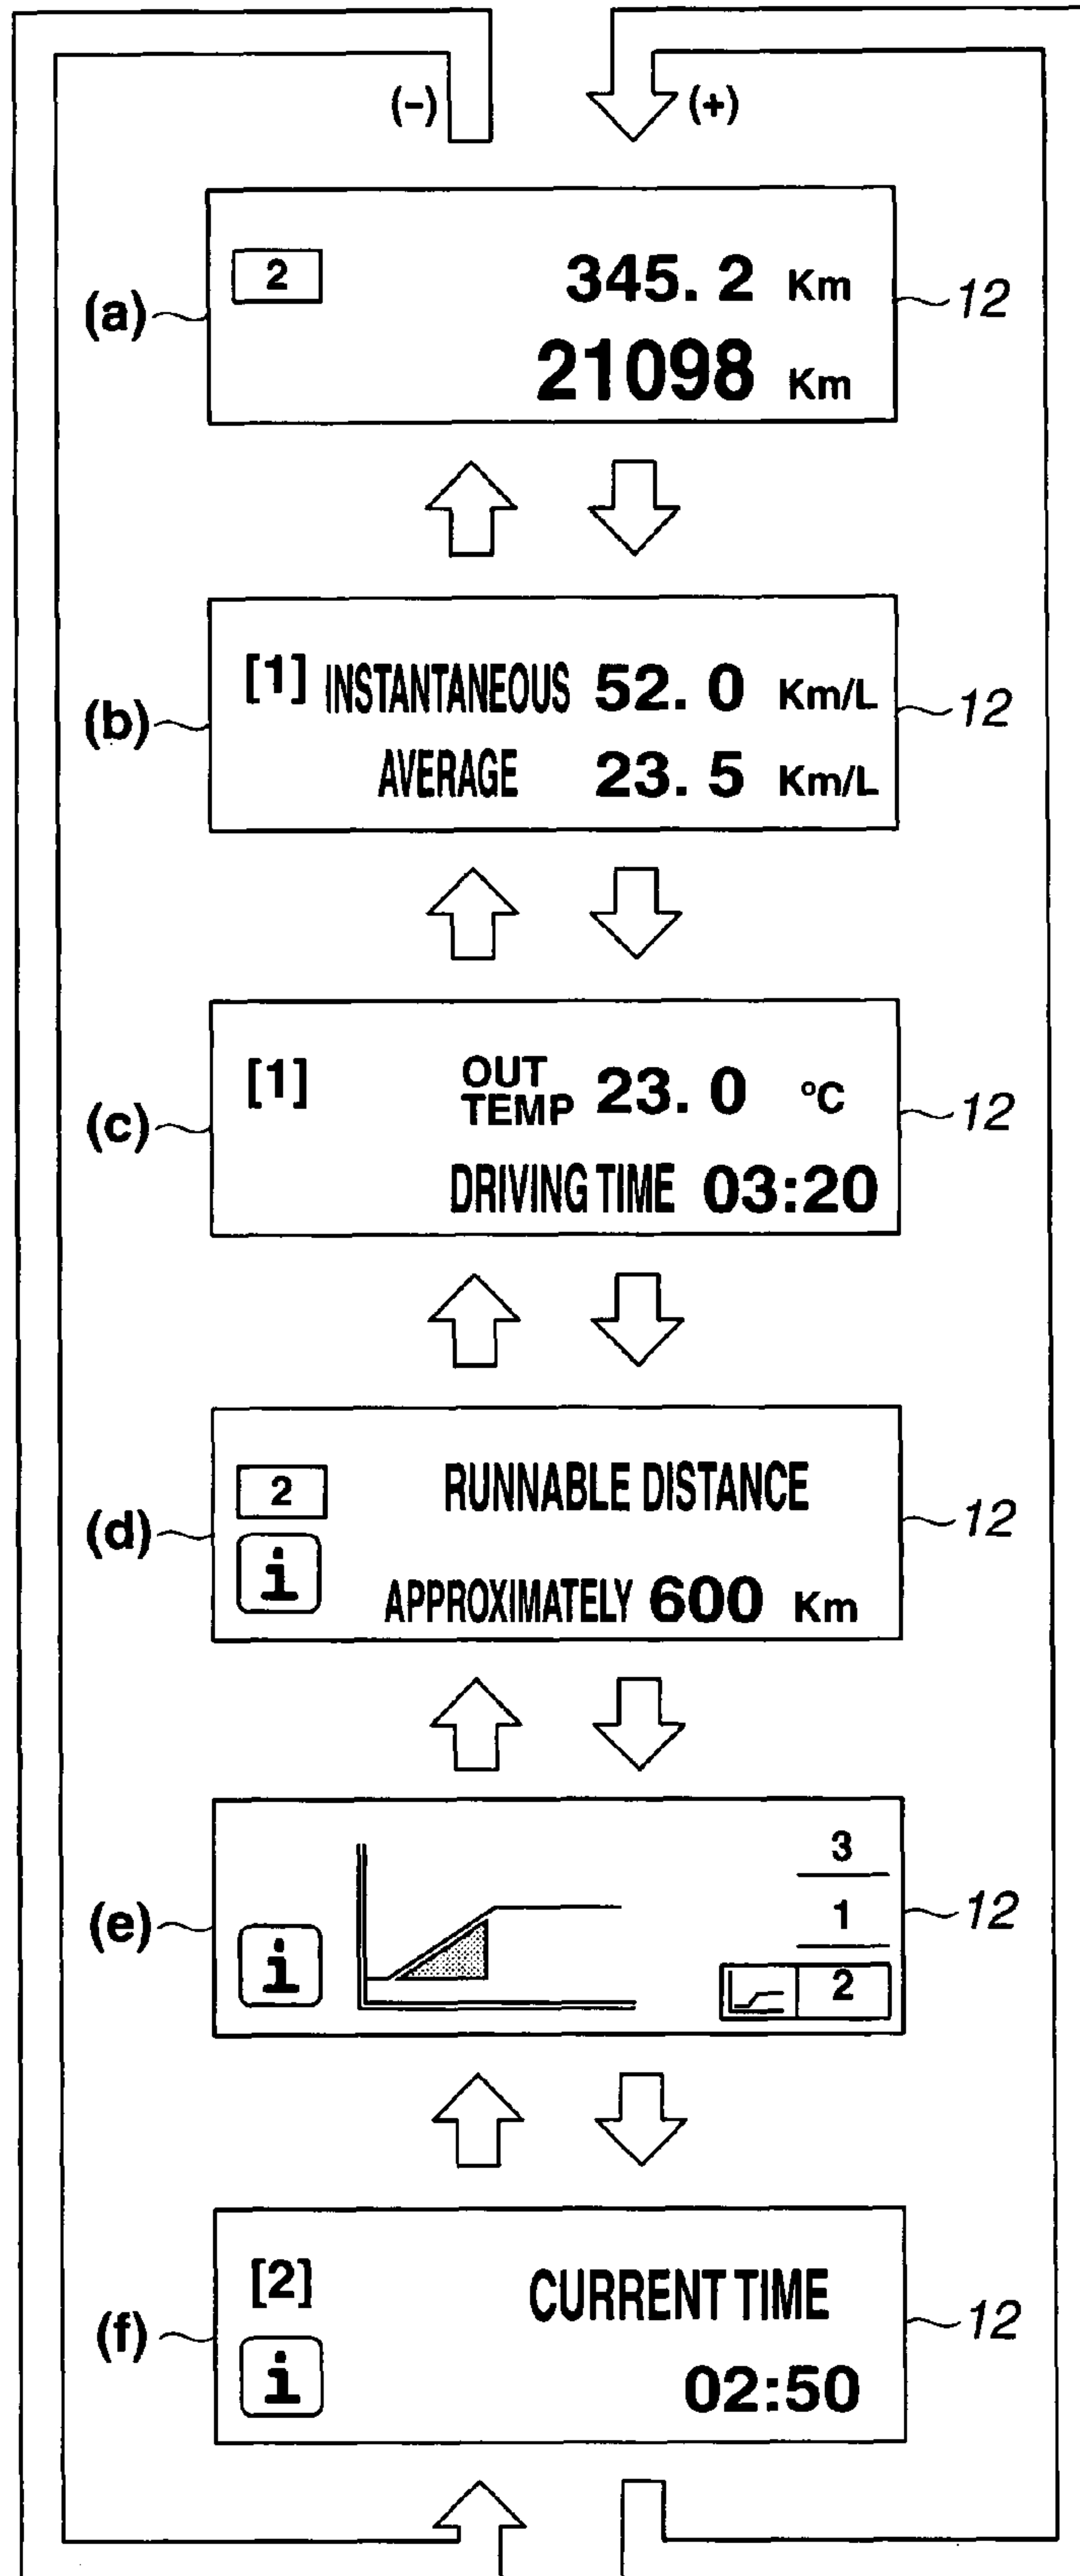 (-) (+)
(a) 2 345. 2 Km 12
21098 Km
(b) [1] INSTANTANEOUS 52. 0 Km/L 12
AVERAGE 23. 5 Km/L
(c) [1] OUT TEMP 23. 0 °C 12
DRIVING TIME 03:20
(d) 2 RUNNABLE DISTANCE 12
i APPROXIMATELY 600 Km
(e) i 3 12
1
2
(f) [2] CURRENT TIME 12
i 02:50